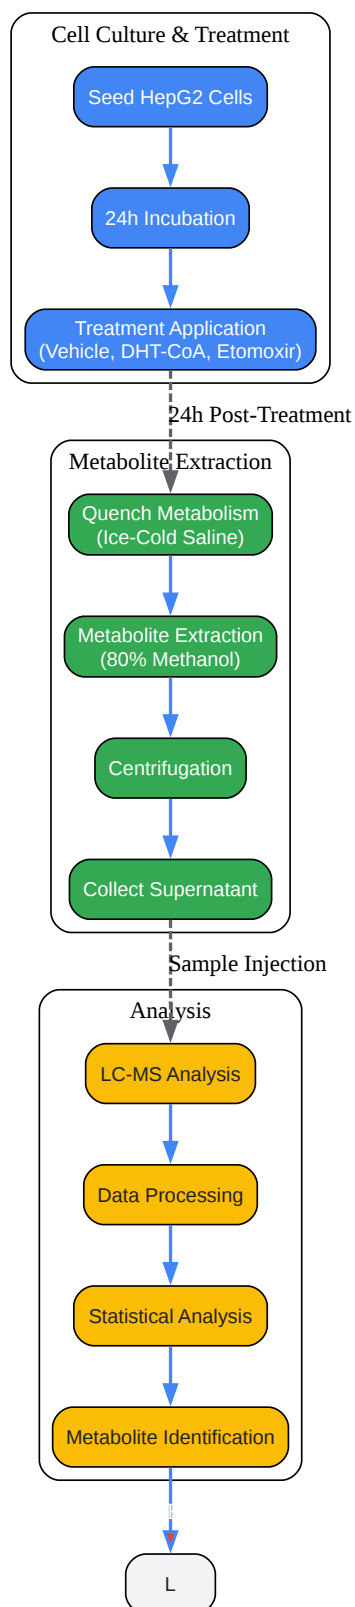 Cell Culture & Treatment
Seed HepG2 Cells
24h Incubation
Treatment Application
(Vehicle, DHT-CoA, Etomoxir)
24h Post-Treatment
Metabolite Extraction
Quench Metabolism
(Ice-Cold Saline)
Metabolite Extraction
(80% Methanol)
Centrifugation
Collect Supernatant
Sample Injection
Analysis
LC-MS Analysis
Data Processing
Statistical Analysis
Metabolite Identification
L